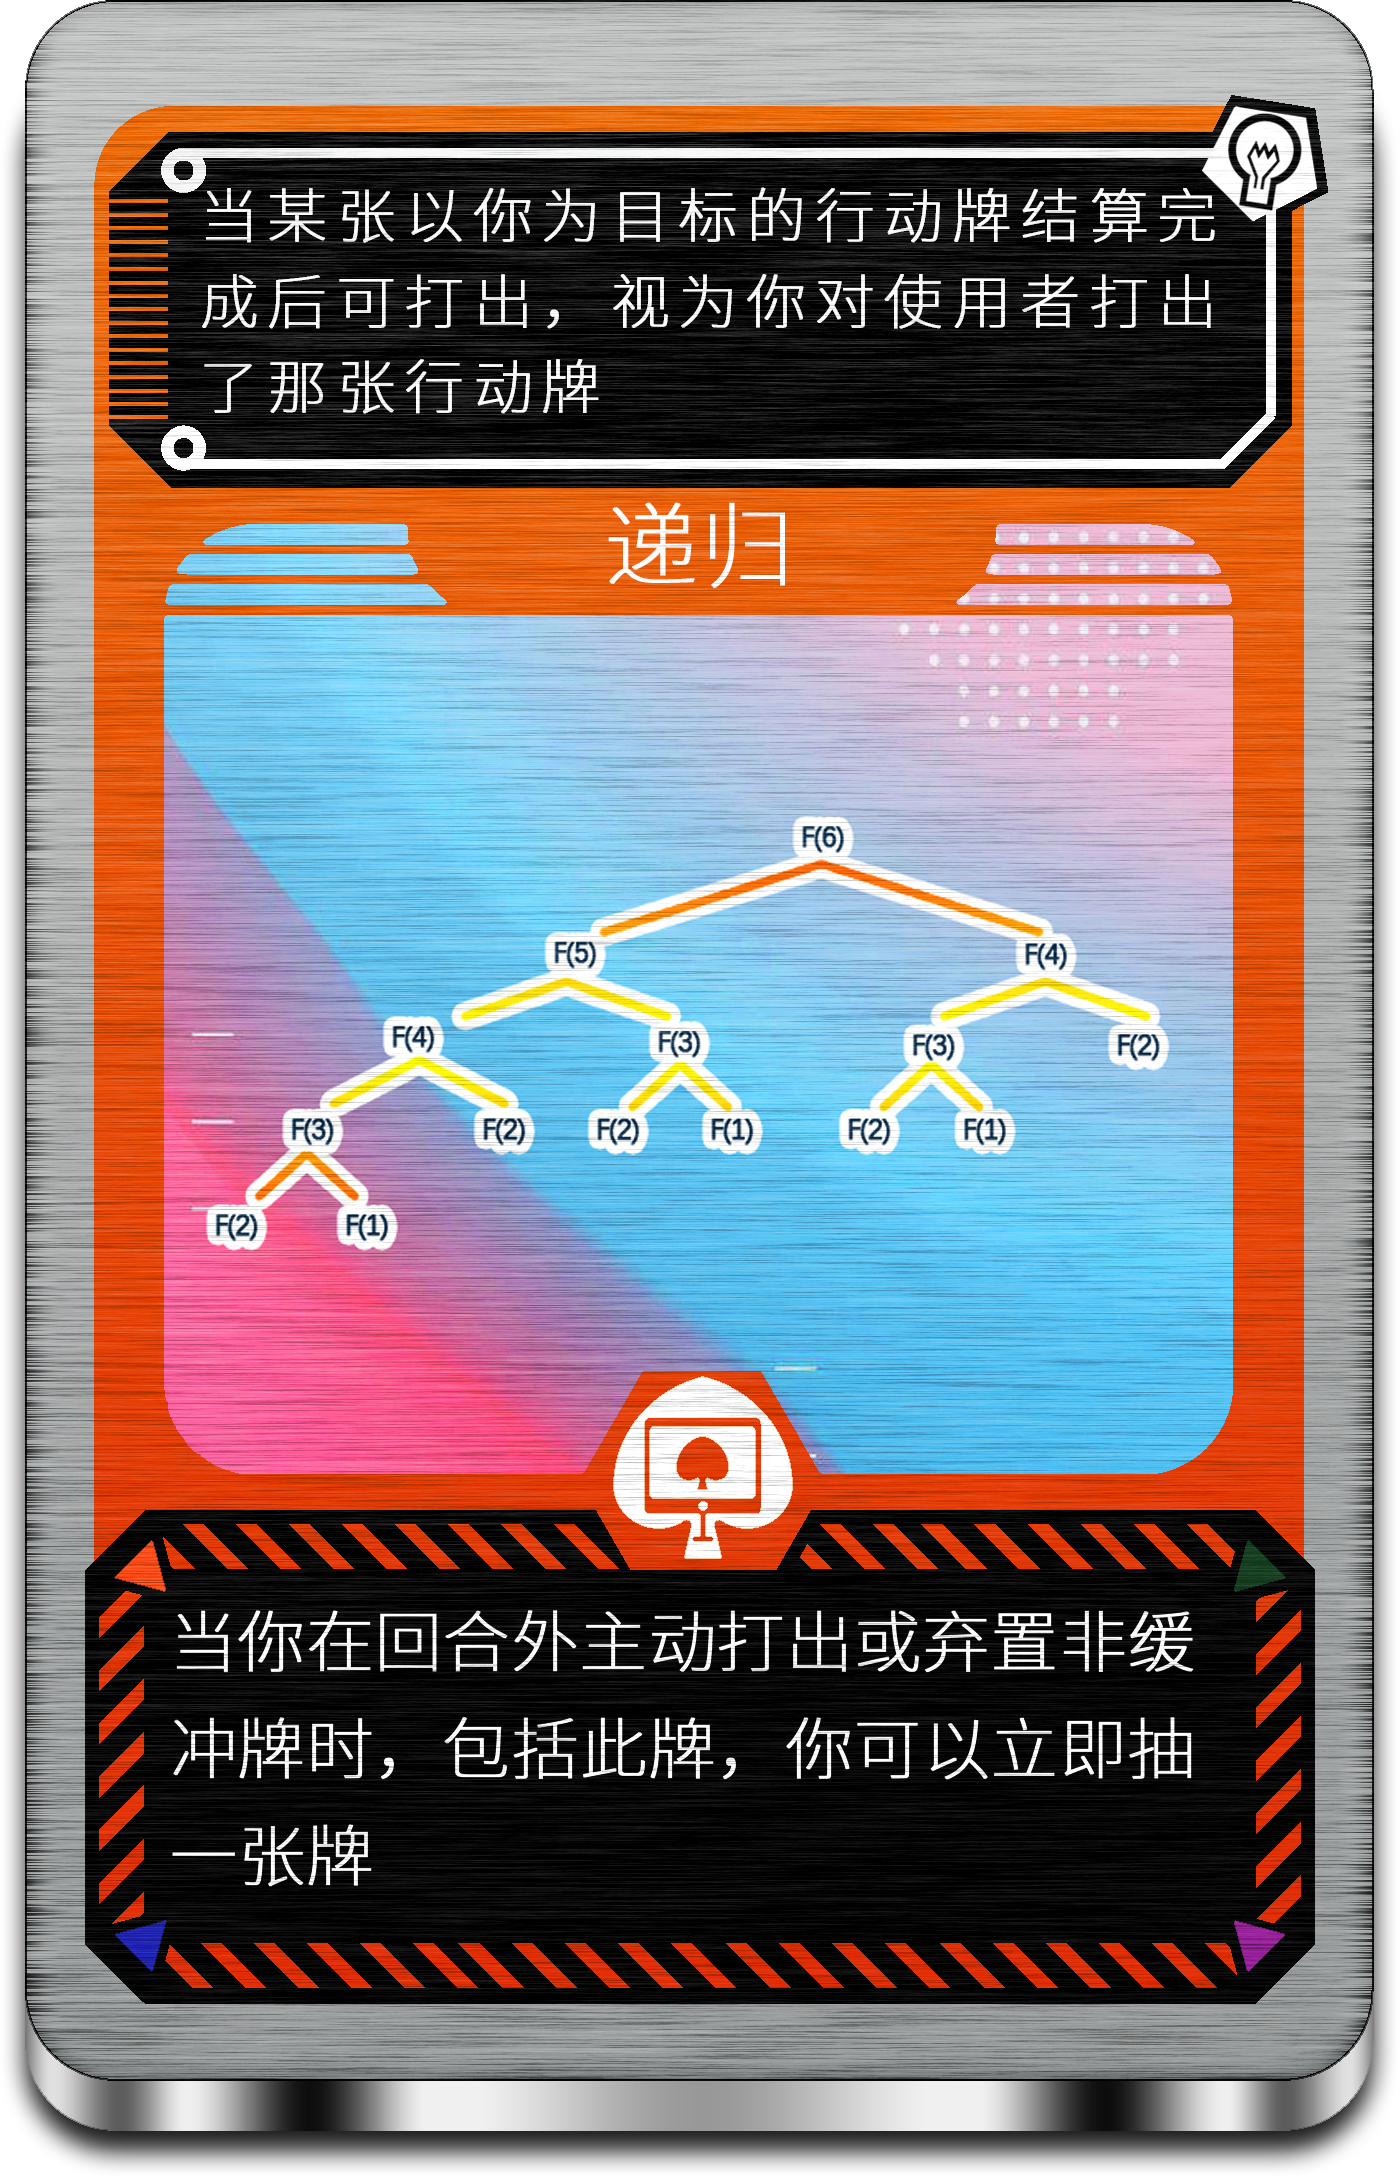 当某张以你为目标的行动牌结算完
成后可打出，视为你对使用者打出
了那张行动牌
递归
F(6)
F(5)
F(4)
F(4)
F(3)
F(3)
F(2)
F(3)
F(2)
F(2)
F(1)
F(2)
F(1)
F(2)
F(1)
当你在回合外主动打出或弃置非缓
冲牌时，包括此牌，你可以立即抽
一张牌